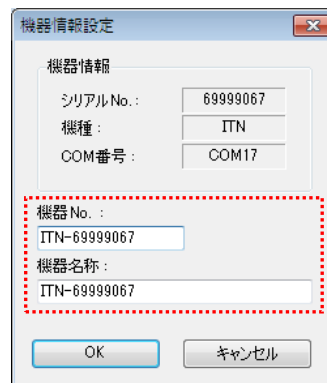 機器情報設定
機器情報
シリアルNo.: 69999067
機種: ITN
COM番号: COM17
機器No. :
ITN-69999067
機器名称:
ITN-69999067
OK キャンセル